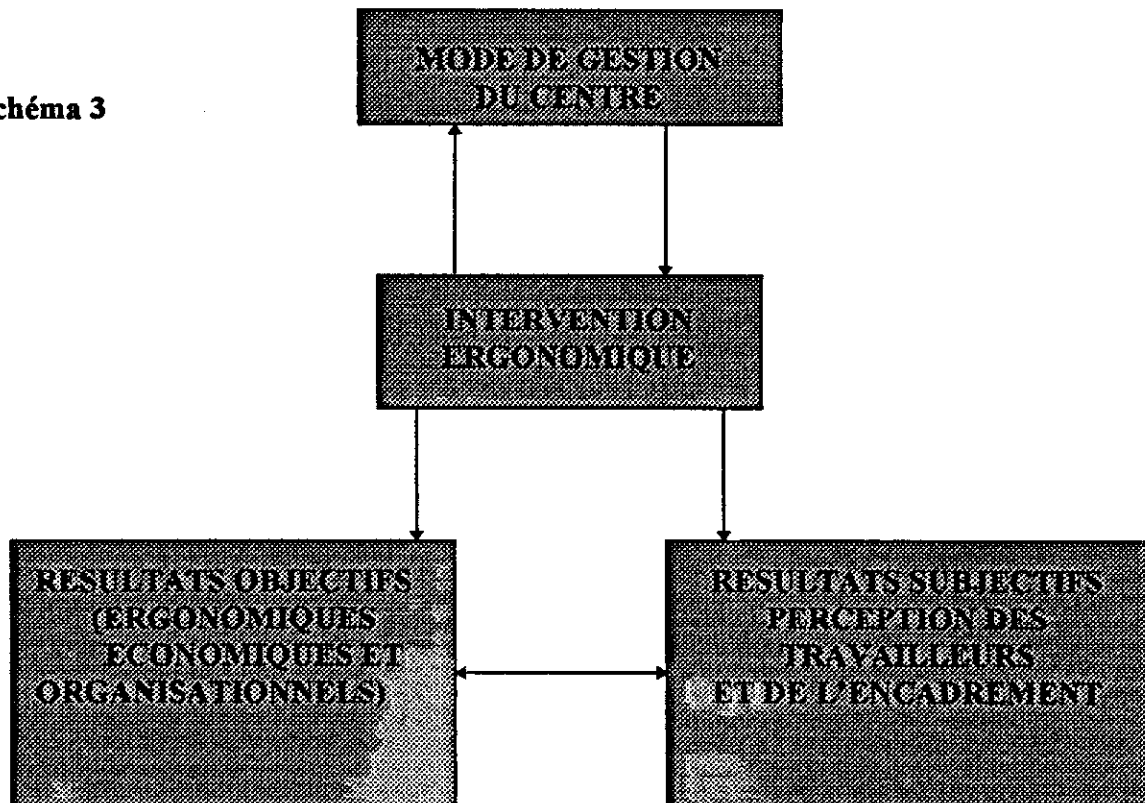 MODE DE GESTION
DU CENTRE
chéma 3
INTERVENTION
ERGONOMIQUE
RESULTATS OBJECTIFS
(ERGONOMIQUES
ECONOMIQUES ET
ORGANISATIONNELS)
RESULTATS SUBJECTIFS
PERCEPTION DES
TRAVAILLEURS
ET DE L'ENCADREMENT